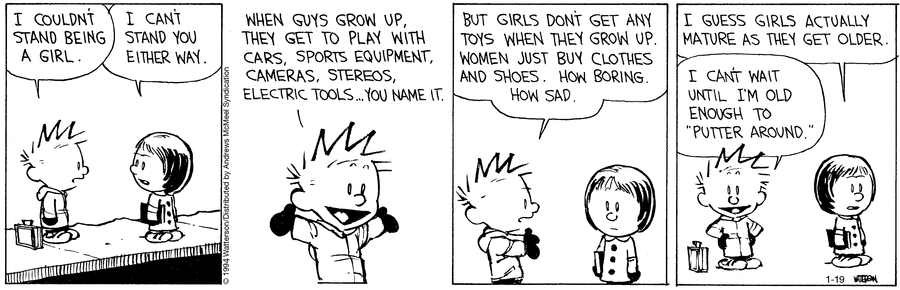 I COULDN'T
STAND BEING
A GIRL.
I CAN'T
STAND YOU
EITHER WAY.
© 1994 Watterson/Distributed by Andrews McMeel Syndication
WHEN GUYS GROW UP,
THEY GET TO PLAY WITH
CARS, SPORTS EQUIPMENT,
CAMERAS, STEREOS,
ELECTRIC TOOLS...YOU NAME IT.
BUT GIRLS DON'T GET ANY
TOYS WHEN THEY GROW UP.
WOMEN JUST BUY CLOTHES
AND SHOES. HOW BORING.
HOW SAD.
I GUESS GIRLS ACTUALLY
MATURE AS THEY GET OLDER.
I CAN'T WAIT
UNTIL I'M OLD
ENOUGH TO
"PUTTER AROUND."
1-19